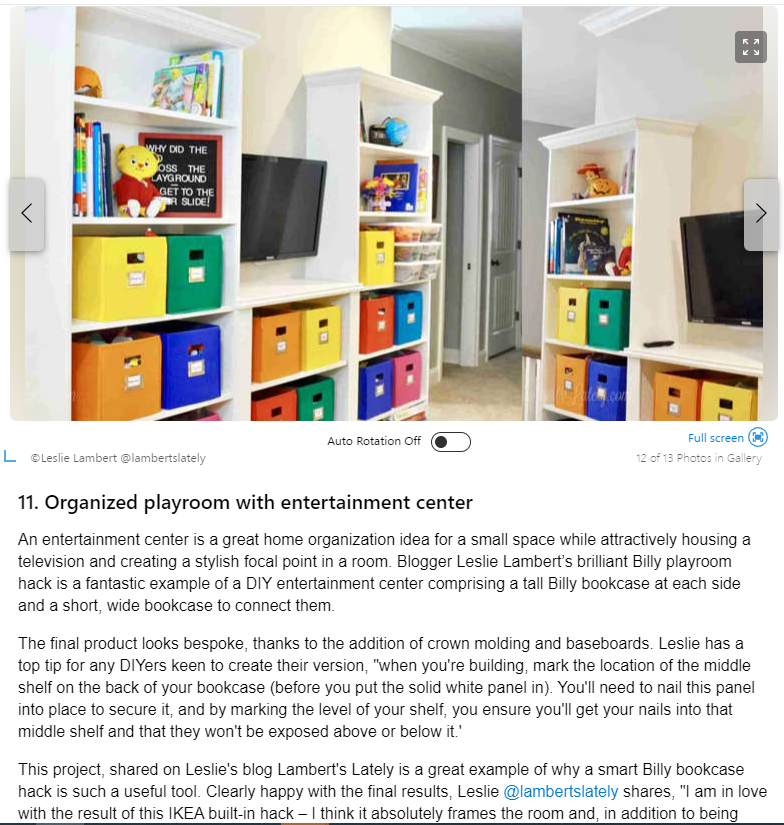 WHY DID THE
OSS THE
LAYGROUND
GET TO THE
R SLIDE!
Auto Rotation Off
Full screen
©Leslie Lambert @lambertslately
12 of 13 Photos in Gallery
11. Organized playroom with entertainment center
An entertainment center is a great home organization idea for a small space while attractively housing a
television and creating a stylish focal point in a room. Blogger Leslie Lambert’s brilliant Billy playroom
hack is a fantastic example of a DIY entertainment center comprising a tall Billy bookcase at each side
and a short, wide bookcase to connect them.
The final product looks bespoke, thanks to the addition of crown molding and baseboards. Leslie has a
top tip for any DIYers keen to create their version, "when you're building, mark the location of the middle
shelf on the back of your bookcase (before you put the solid white panel in). You'll need to nail this panel
into place to secure it, and by marking the level of your shelf, you ensure you'll get your nails into that
middle shelf and that they won't be exposed above or below it.'
This project, shared on Leslie's blog Lambert's Lately is a great example of why a smart Billy bookcase
hack is such a useful tool. Clearly happy with the final results, Leslie @lambertslately shares, "I am in love
with the result of this IKEA built-in hack – I think it absolutely frames the room and, in addition to being